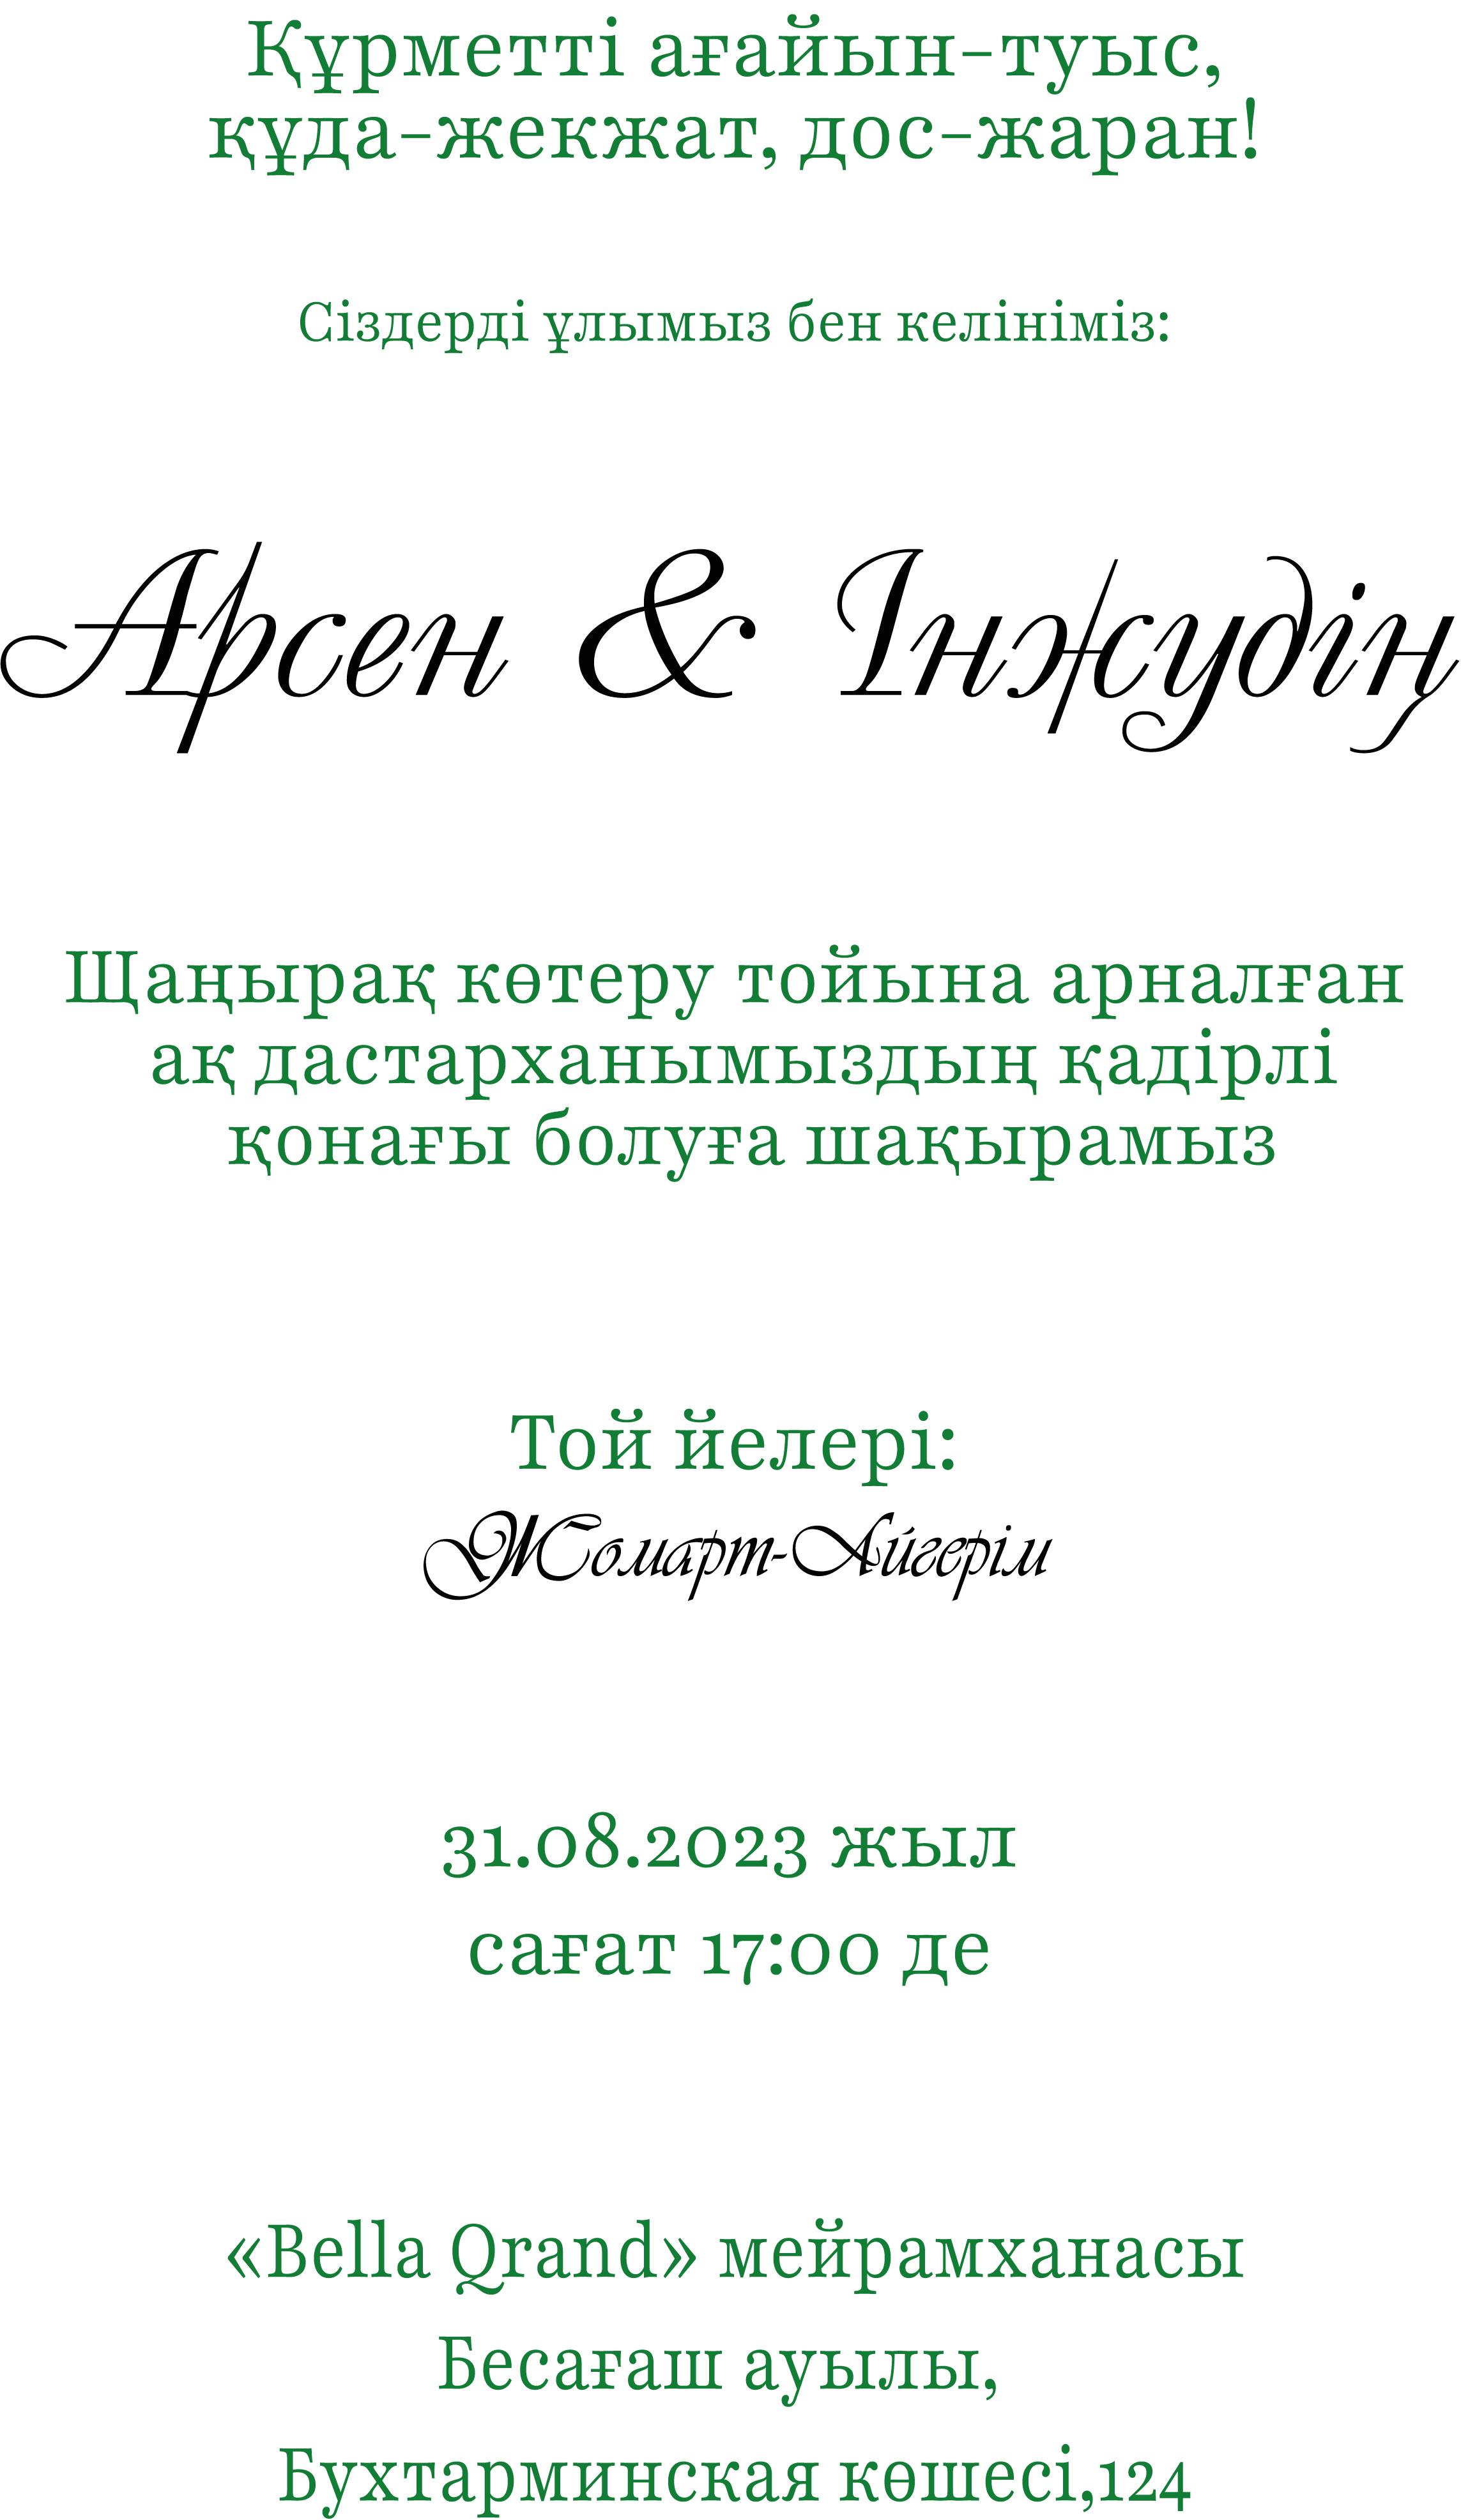 Құрметті ағайын-туыс,
құда-жекжат, дос-жаран!
Сіздерді ұлымыз бен келініміз:
Арсен & Інжудің
Шаңырақ көтеру тойына арналған
ақ дастарханымыздың қадірлі
қонағы болуға шақырамыз
Той йелері:
Жомарт-Айгөрім
31.08.2023 жыл
сағат 17:00 де
«Bella Qrand» мейрамханасы
Бесағаш ауылы,
Бухтарминская көшесі,124